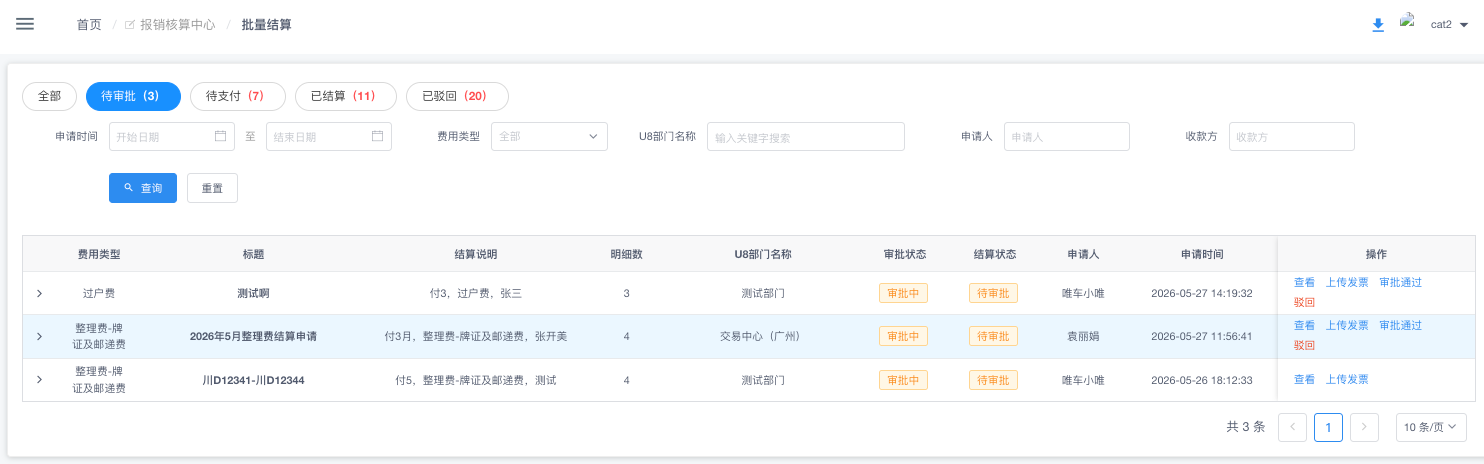 首页 / 报销核算中心 / 批量结算
cat2
全部 待审批 (3) 待支付 (7) 已结算 (11) 已驳回 (20)
申请时间 开始日期 至 结束日期 费用类型 全部 U8部门名称 输入关键字搜索 申请人 申请人 收款方 收款方
查询 重置
费用类型 标题 结算说明 明细数 U8部门名称 审批状态 结算状态 申请人 申请时间 操作
过户费 测试啊 付3，过户费，张三 3 测试部门 审批中 待审批 唯车小唯 2026-05-27 14:19:32 查看 上传发票 审批通过
驳回
整理费-牌
证及邮递费 2026年5月整理费结算申请 付3月，整理费-牌证及邮递费，张开美 4 交易中心（广州） 审批中 待审批 袁丽娟 2026-05-27 11:56:41 查看 上传发票 审批通过
驳回
整理费-牌
证及邮递费 川D12341-川D12344 付5，整理费-牌证及邮递费，测试 4 测试部门 审批中 待审批 唯车小唯 2026-05-26 18:12:33 查看 上传发票
共 3 条 1 10 条/页